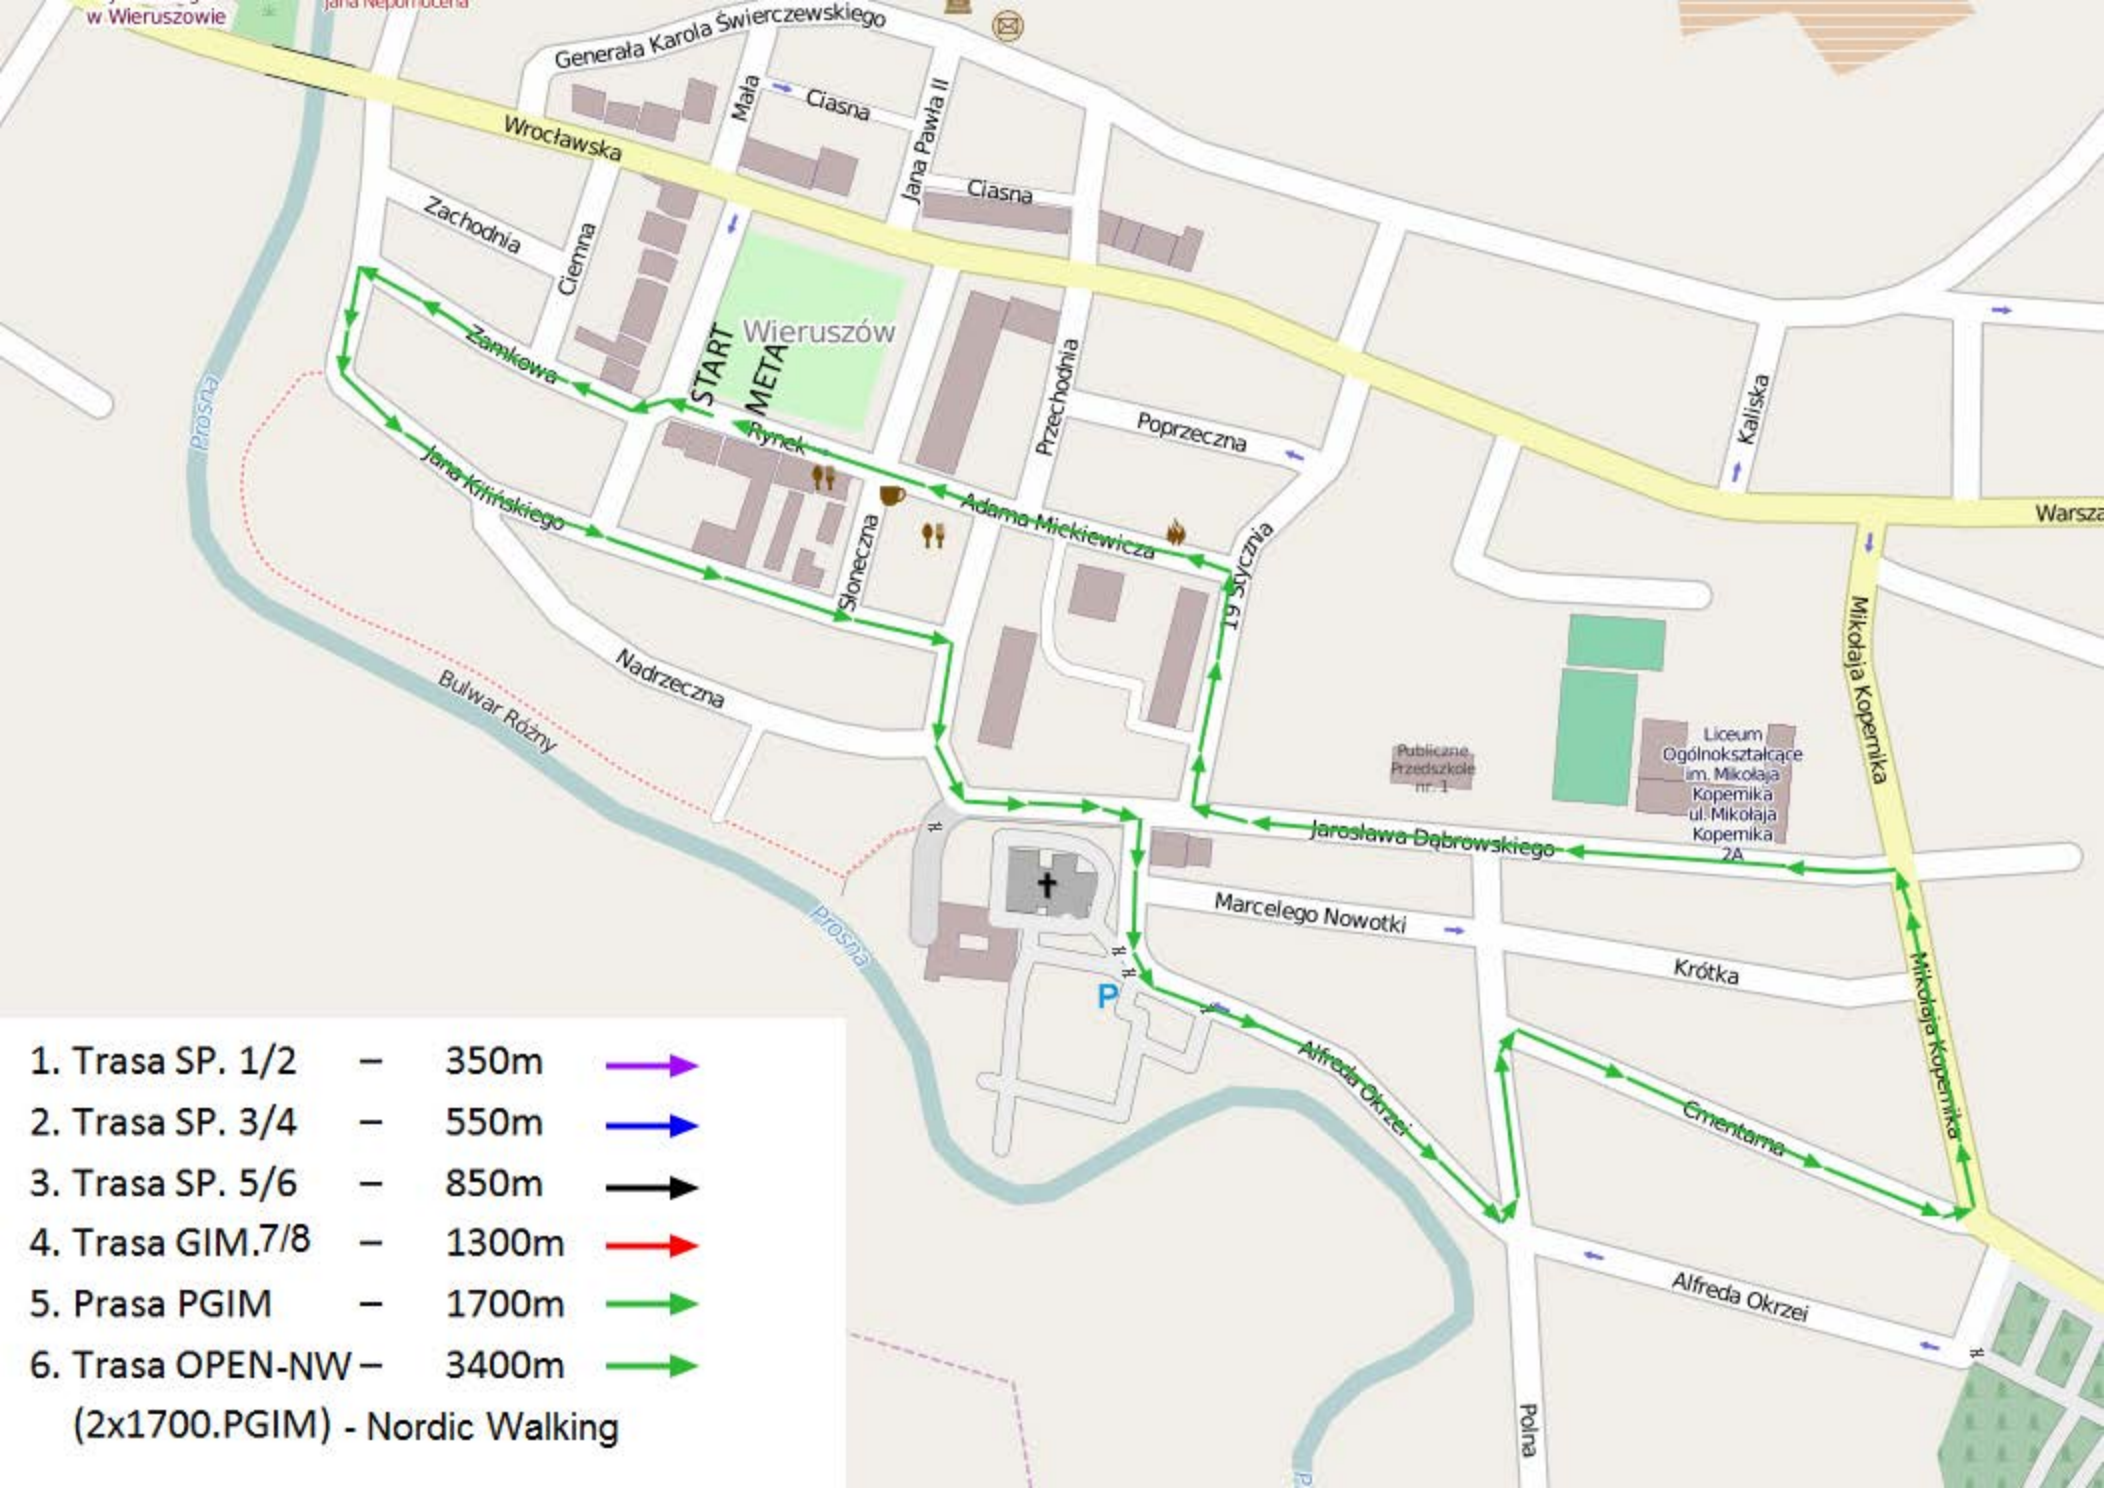 w Wieruszowie
Jana Nepomucena
Generała Karola Świerczewskiego
Mała
Ciasna
Jana Pawła II
Wrocławska
Ciasna
Zachodnia
Ciemna
Wieruszów
START
META
Zamkowa
Rynek
Przechodnia
Poprzeczna
Kaliska
Prosna
Jana Kilińskiego
Adama Mickiewicza
19 Stycznia
Warsza
Słoneczna
Mikołaja Kopernika
Nadrzeczna
Bulwar Różny
Publiczne
Przedszkole
nr. 1
Liceum
Ogólnokształcące
im. Mikołaja
Kopernika
ul. Mikołaja
Kopernika
2A
Jarosława Dąbrowskiego
Marcelego Nowotki
Krótka
Prosna
P
Mikołaja Kopernika
Alfreda Okrzei
Cmentarna
Alfreda Okrzei
Polna
P
1. Trasa SP. 1/2 – 350m
2. Trasa SP. 3/4 – 550m
3. Trasa SP. 5/6 – 850m
4. Trasa GIM.7/8 – 1300m
5. Prasa PGIM – 1700m
6. Trasa OPEN-NW – 3400m
(2x1700.PGIM) - Nordic Walking